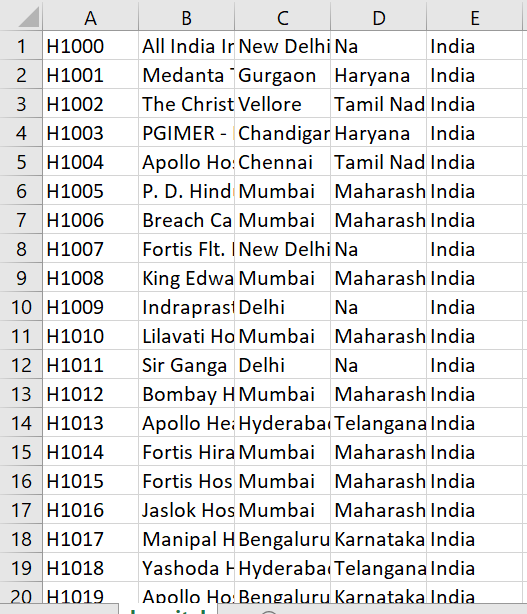 A B C D E
1 H1000 All India In New Delhi Na India
2 H1001 Medanta Gurgaon Haryana India
3 H1002 The Christ Vellore Tamil Nad India
4 H1003 PGIMER - Chandigar Haryana India
5 H1004 Apollo Hos Chennai Tamil Nad India
6 H1005 P. D. Hind Mumbai Maharash India
7 H1006 Breach Ca Mumbai Maharash India
8 H1007 Fortis Flt. New Delhi Na India
9 H1008 King Edwa Mumbai Maharash India
10 H1009 Indraprast Delhi Na India
11 H1010 Lilavati Ho Mumbai Maharash India
12 H1011 Sir Ganga Delhi Na India
13 H1012 Bombay H Mumbai Maharash India
14 H1013 Apollo Hea Hyderabad Telangana India
15 H1014 Fortis Hira Mumbai Maharash India
16 H1015 Fortis Hos Mumbai Maharash India
17 H1016 Jaslok Hos Mumbai Maharash India
18 H1017 Manipal H Bengaluru Karnataka India
19 H1018 Yashoda H Hyderabad Telangana India
20 H1019 Apollo Hos Bengaluru Karnataka India